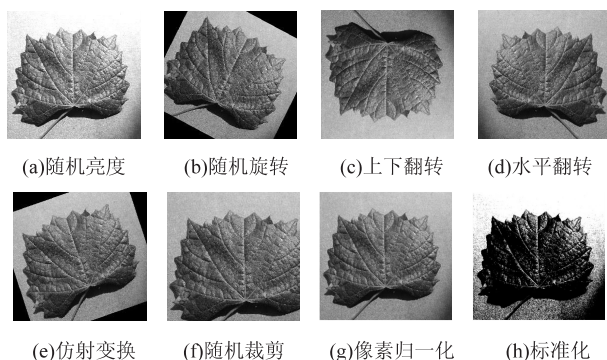 (a)随机亮度 (b)随机旋转 (c)上下翻转 (d)水平翻转
(e)仿射变换 (f)随机裁剪 (g)像素归一化 (h)标准化